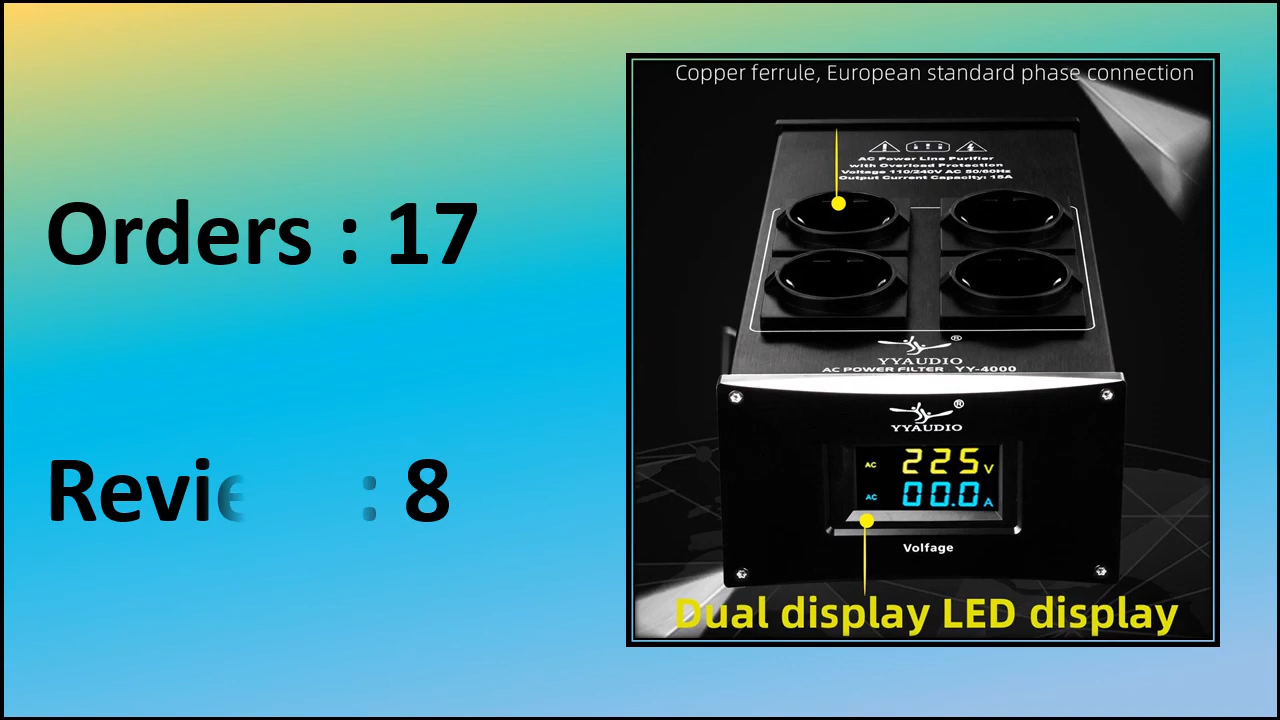 Orders : 17
Revie : 8
Copper ferrule, European standard phase connection
AC Power Line Purifier
with Overload Protection
Voltage 110/240V AC 50/60Hz
Output Current Capacity: 15A
YYAUDIO
AC POWER FILTER YY-4000
YYAUDIO
AC 225 V
AC 00.0 A
Volfage
Dual display LED display